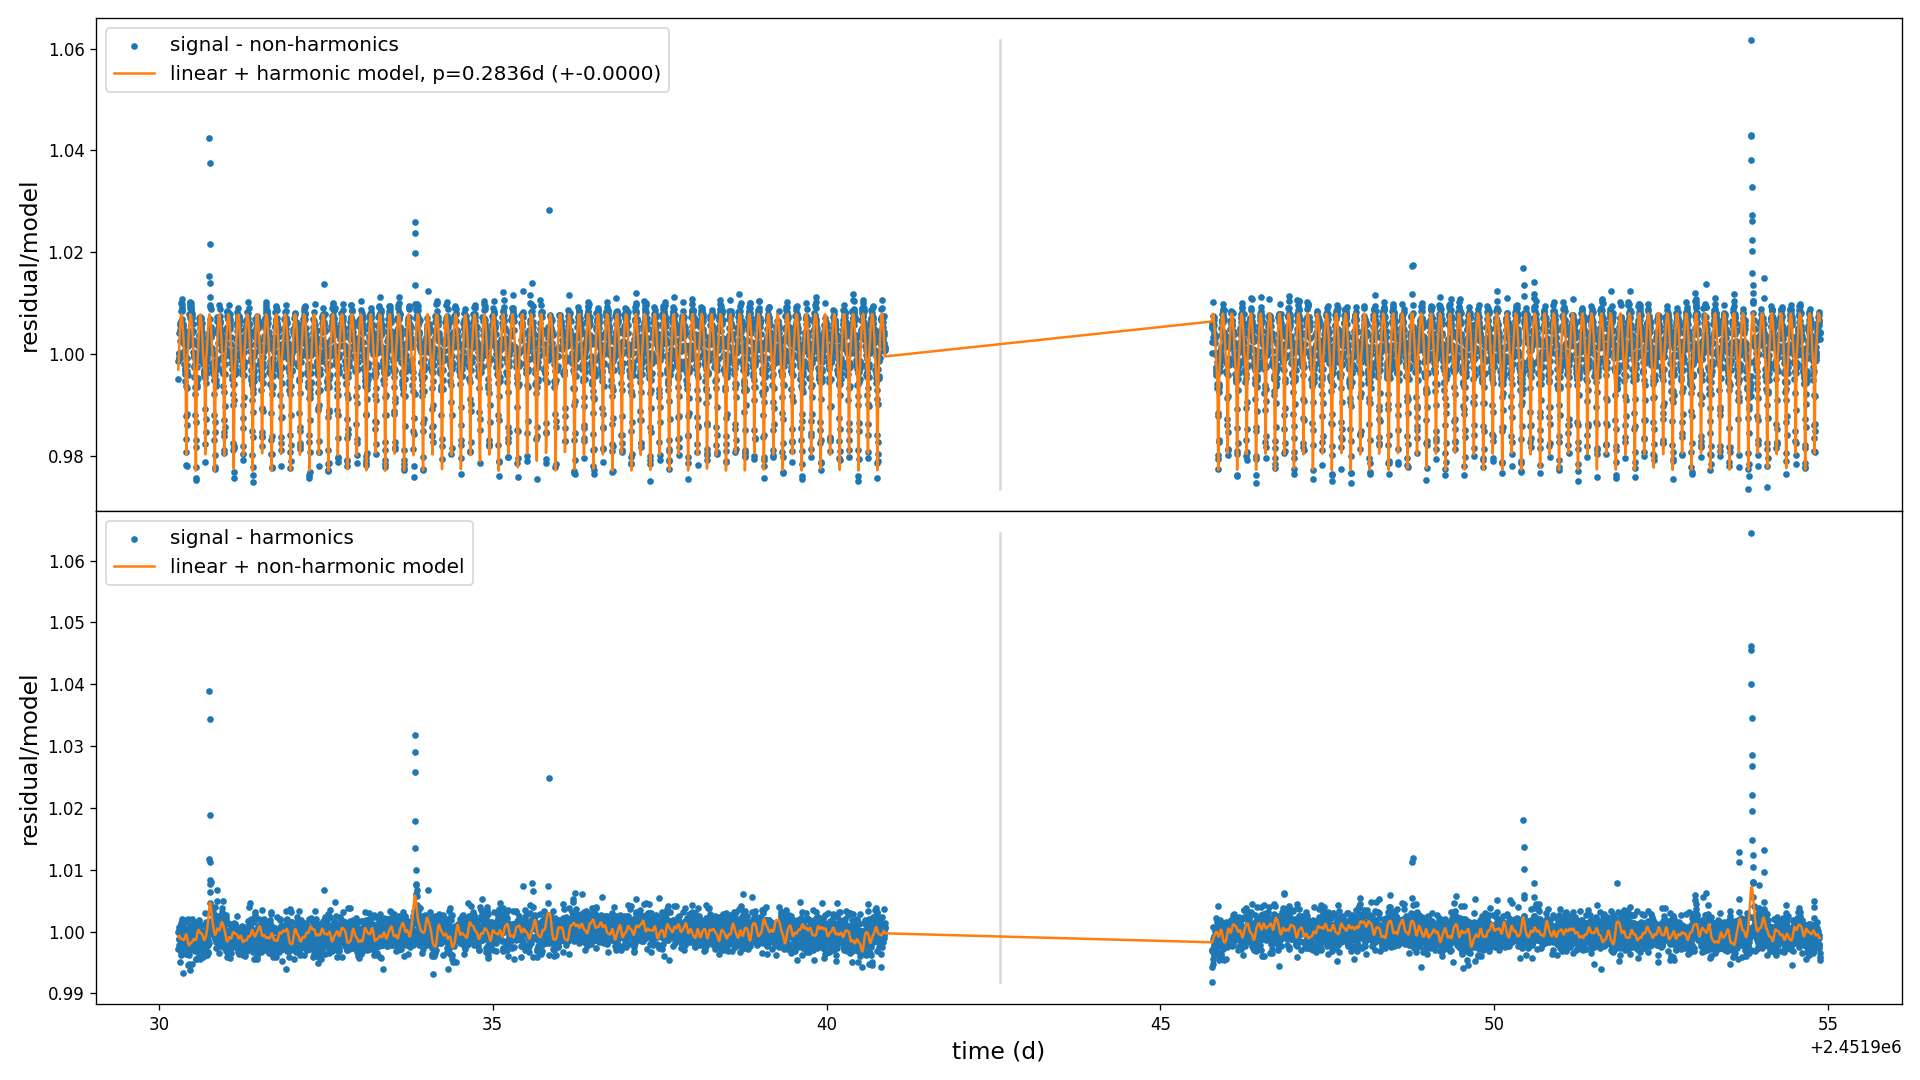 signal - non-harmonics
linear + harmonic model, p=0.2836d (+-0.0000)
1.06
1.04
1.02
1.00
0.98
residual/model
signal - harmonics
linear + non-harmonic model
1.06
1.05
1.04
1.03
1.02
1.01
1.00
0.99
residual/model
30 35 40 45 50 55
time (d)
+2.4519e6